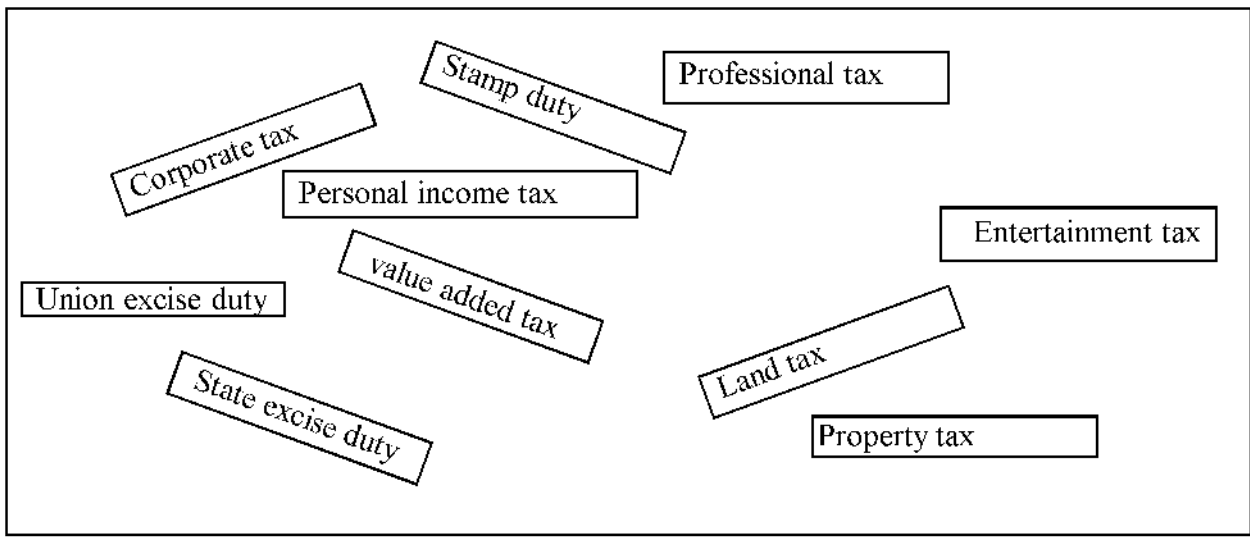 Stamp duty
Professional tax
Corporate tax
Personal income tax
Entertainment tax
value added tax
Union excise duty
Land tax
State excise duty
Property tax